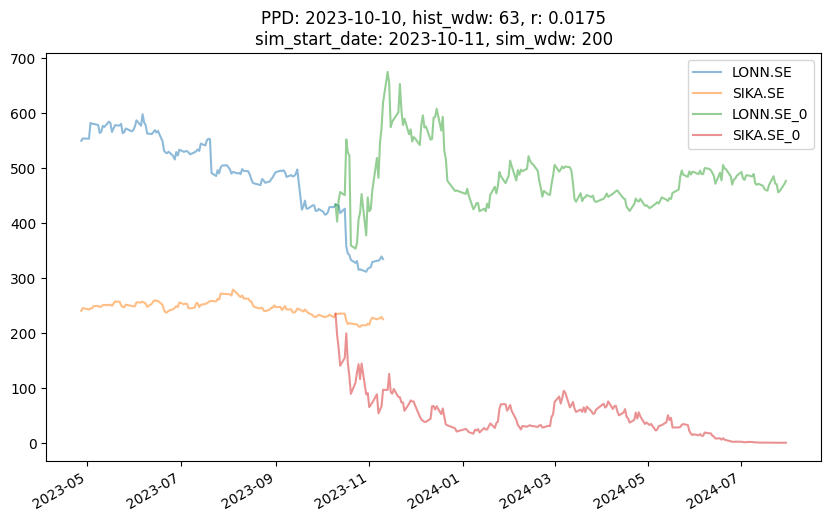 PPD: 2023-10-10, hist_wdw: 63, r: 0.0175
sim_start_date: 2023-10-11, sim_wdw: 200
LONN.SE
SIKA.SE
LONN.SE_0
SIKA.SE_0
700
600
500
400
300
200
100
0
2023-05
2023-07
2023-09
2023-11
2024-01
2024-03
2024-05
2024-07